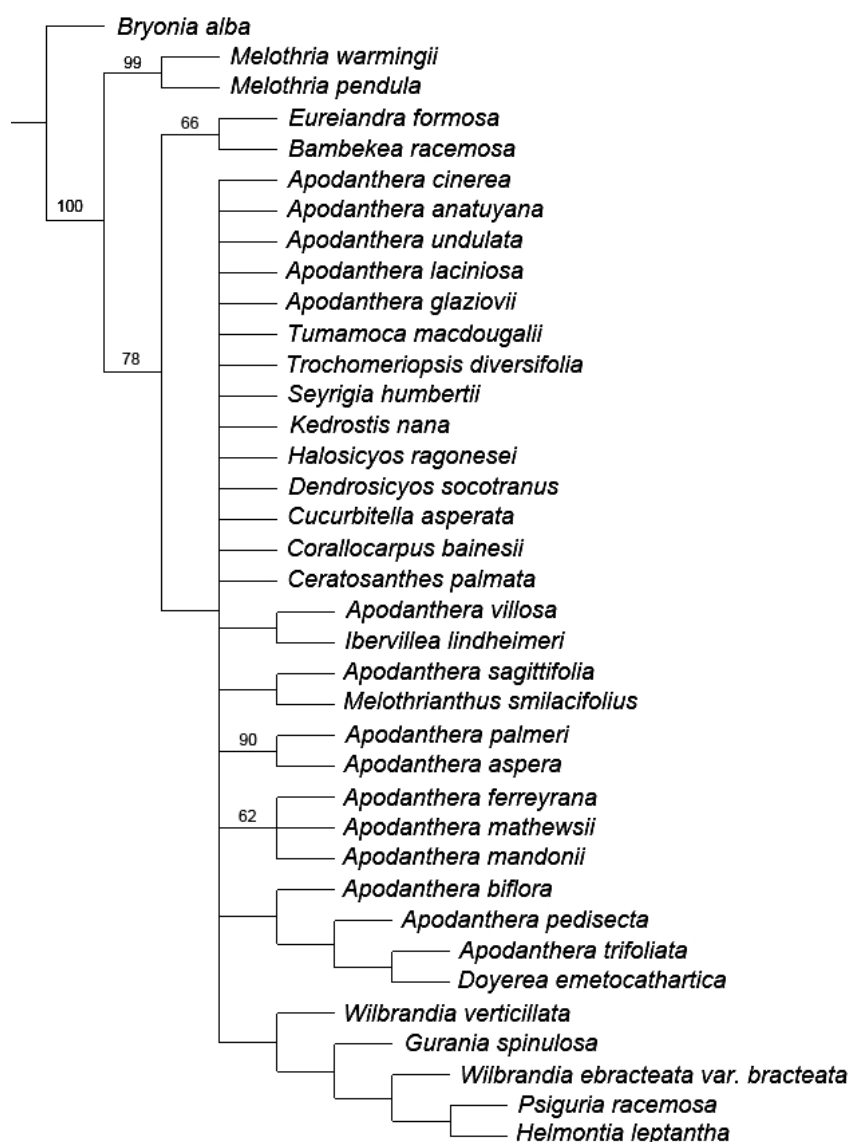 Bryonia alba
99
Melothria warmingii
Melothria pendula
66
Eureiandra formosa
Bambekea racemosa
Apodanthera cinerea
100
Apodanthera anatuyana
Apodanthera undulata
Apodanthera laciniosa
Apodanthera glaziovii
Tumamoca macdougalii
78
Trochomeriopsis diversifolia
Seyrigia humbertii
Kedrostis nana
Halosicyos ragonesei
Dendrosicyos socotranus
Cucurbitella asperata
Corallocarpus bainesii
Ceratosanthes palmata
Apodanthera villosa
Ibervillea lindheimeri
Apodanthera sagittifolia
Melothrianthus smilacifolius
90
Apodanthera palmeri
Apodanthera aspera
Apodanthera ferreyrana
62
Apodanthera mathewsii
Apodanthera mandonii
Apodanthera biflora
Apodanthera pedisecta
Apodanthera trifoliata
Doyerea emetocathartica
Wilbrandia verticillata
Gurania spinulosa
Wilbrandia ebracteata var. bracteata
Psiguria racemosa
Helmontia leptantha